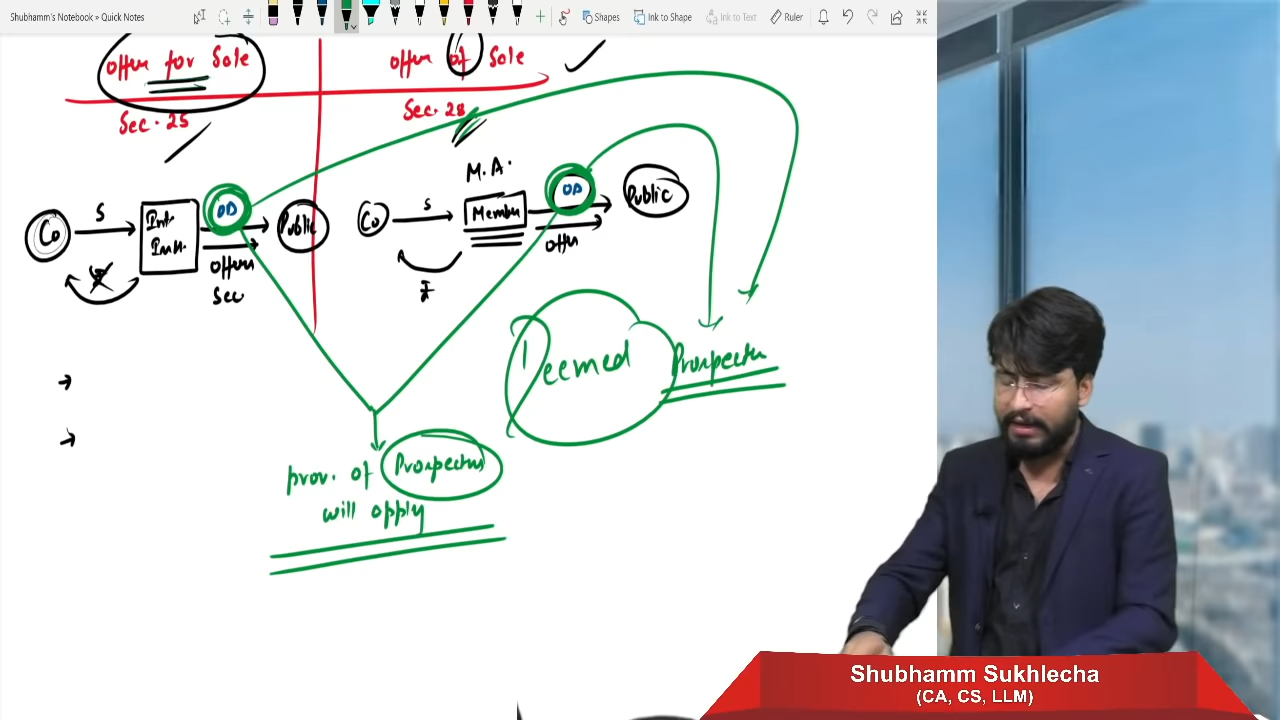 Shubhamm's Notebook » Quick Notes
Shapes
Ink to Shape
Ink to Text
Ruler
offer for Sale
Sec. 25
offer of Sale
Sec. 28
Co
S
OD
Public
offers
Sec
M.A.
Co
S
Member
₹
OD
offer
Public
Deemed
Prospectus
prov. of Prospectus
will apply
Shubhamm Sukhlecha
(CA, CS, LLM)